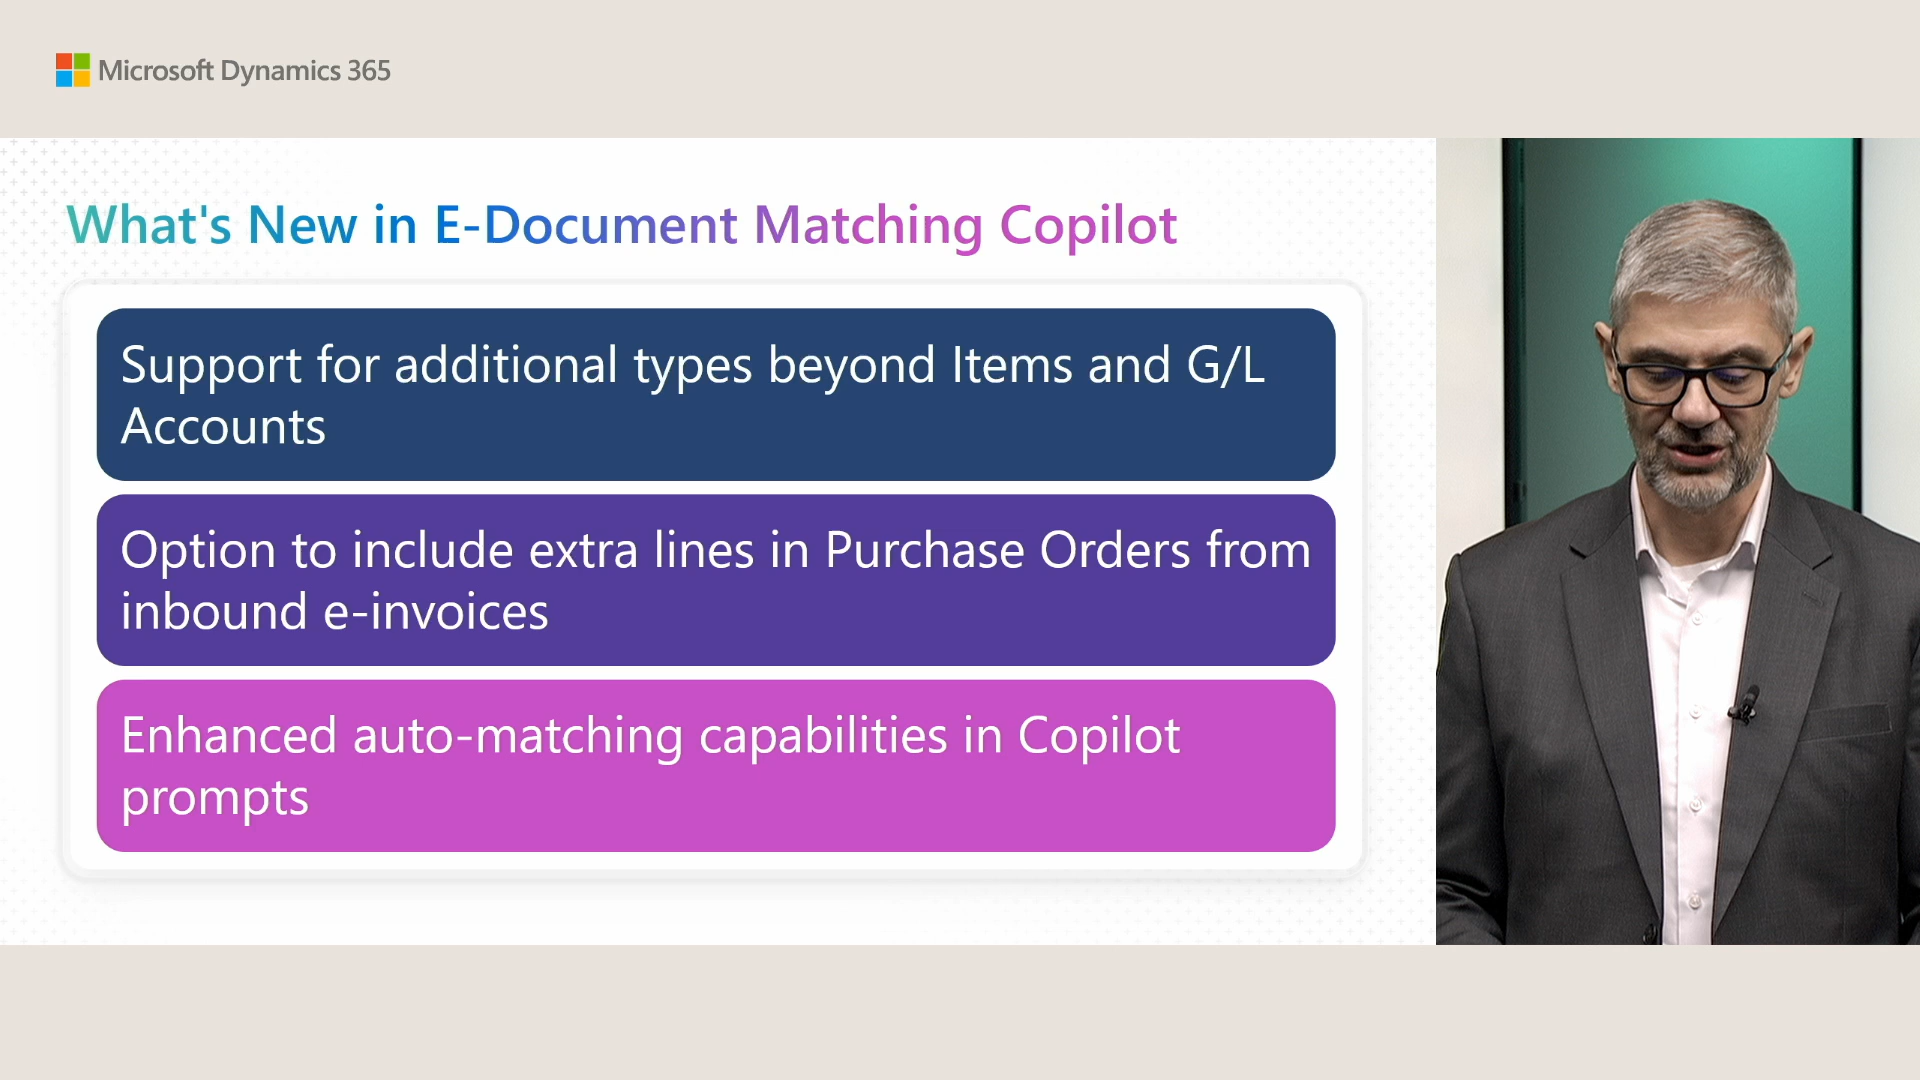 Microsoft Dynamics 365
What's New in E-Document Matching Copilot
Support for additional types beyond Items and G/L
Accounts
Option to include extra lines in Purchase Orders from
inbound e-invoices
Enhanced auto-matching capabilities in Copilot
prompts